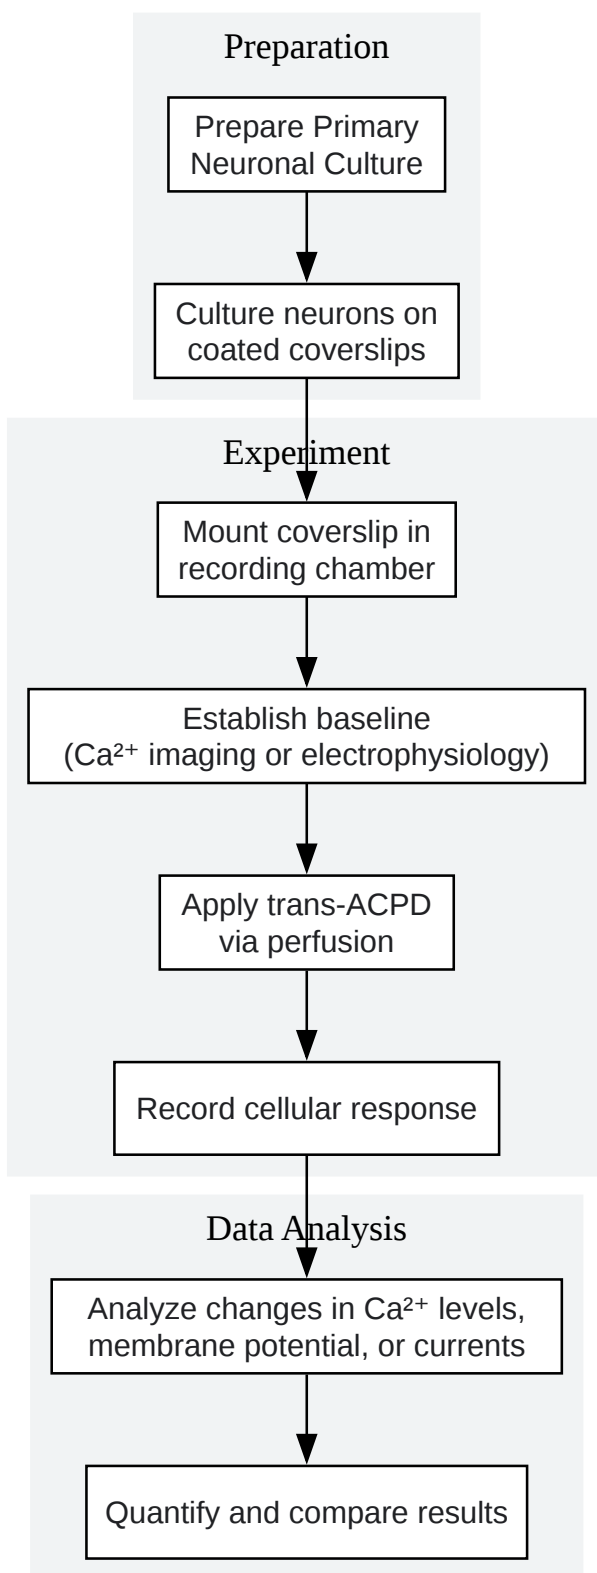 Preparation
Prepare Primary
Neuronal Culture
Culture neurons on
coated coverslips
Experiment
Mount coverslip in
recording chamber
Establish baseline
(Ca²⁺ imaging or electrophysiology)
Apply trans-ACPD
via perfusion
Record cellular response
Data Analysis
Analyze changes in Ca²⁺ levels,
membrane potential, or currents
Quantify and compare results